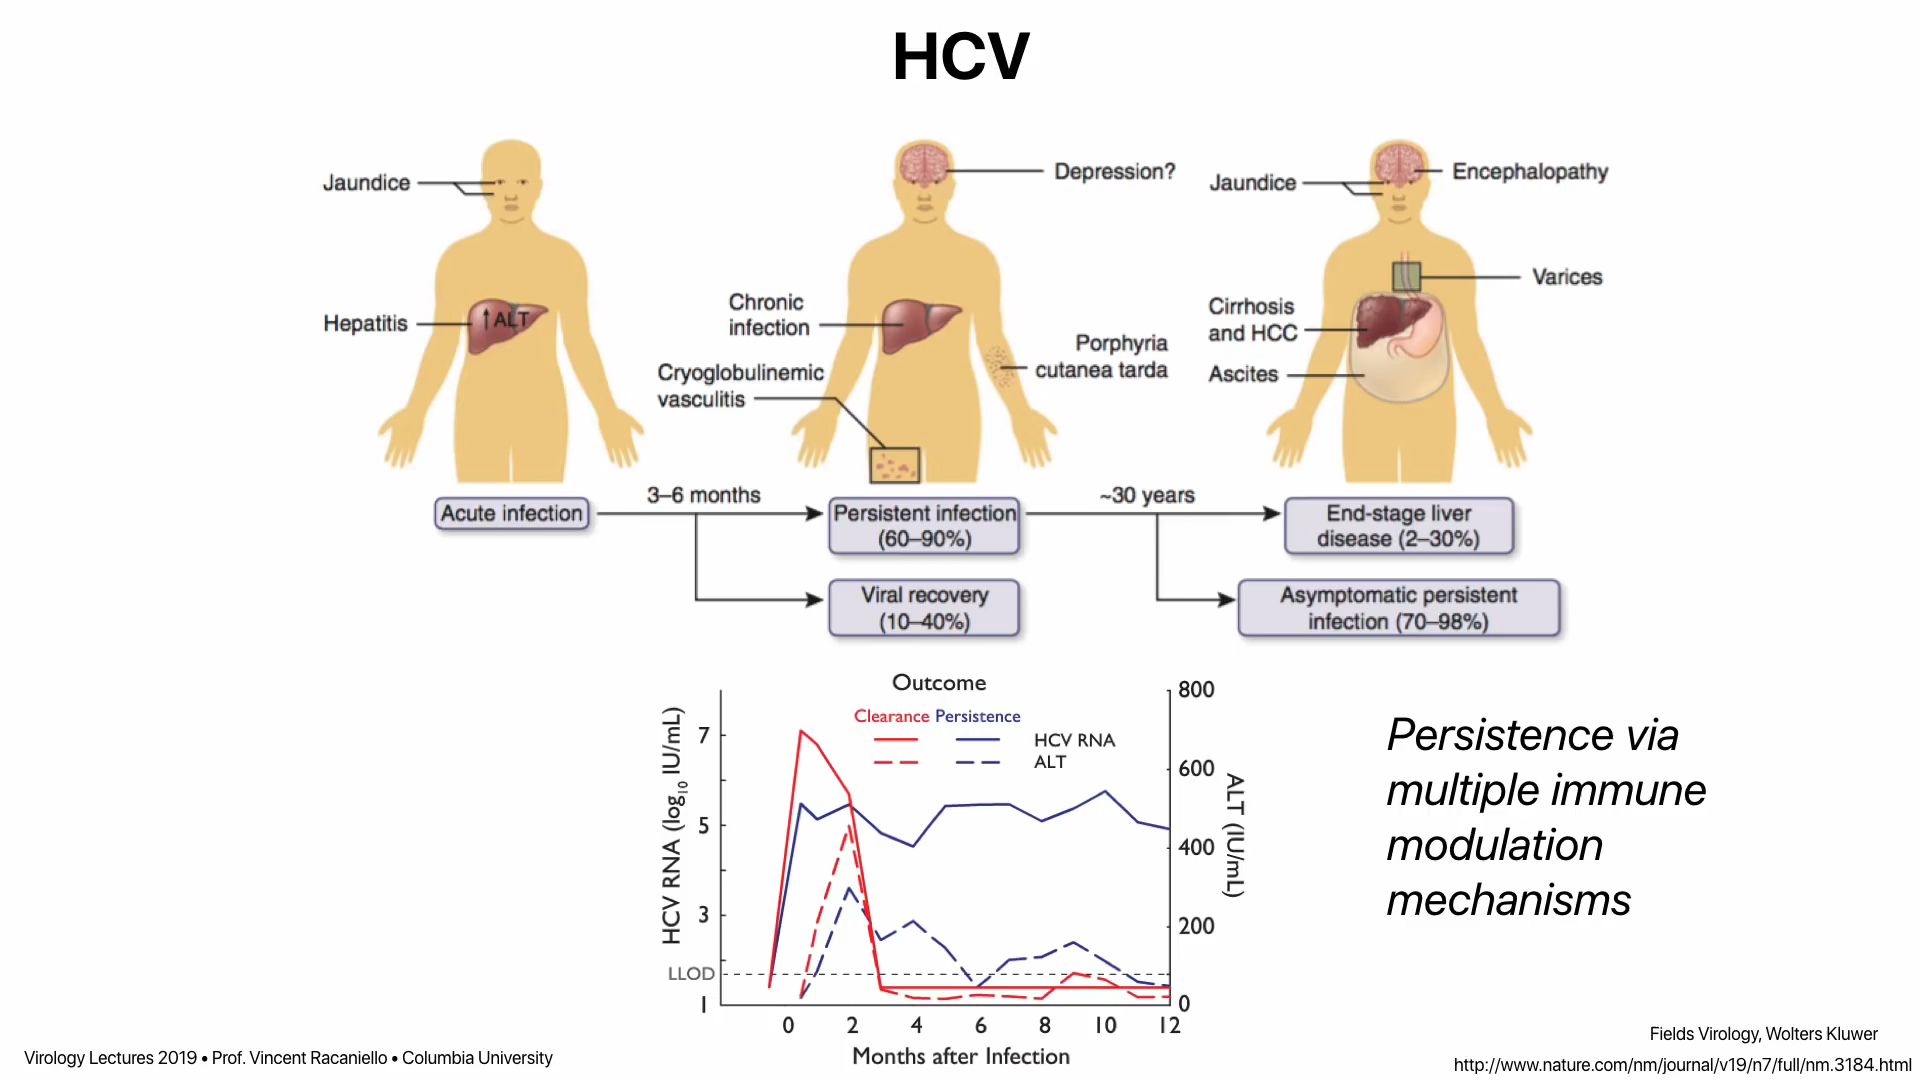 HCV
Jaundice
Hepatitis
↑ALT
Depression?
Chronic
infection
Cryoglobulinemic
vasculitis
Porphyria
cutanea tarda
Jaundice
Encephalopathy
Varices
Cirrhosis
and HCC
Ascites
Acute infection
3–6 months
Persistent infection
(60–90%)
Viral recovery
(10–40%)
~30 years
End-stage liver
disease (2–30%)
Asymptomatic persistent
infection (70–98%)
Outcome
Clearance Persistence
HCV RNA
ALT
HCV RNA (log10 IU/mL)
7
5
3
LLOD
1
800
600
400
200
0
ALT (IU/mL)
0 2 4 6 8 10 12
Months after Infection
Persistence via
multiple immune
modulation
mechanisms
Fields Virology, Wolters Kluwer
http://www.nature.com/nm/journal/v19/n7/full/nm.3184.html
Virology Lectures 2019 • Prof. Vincent Racaniello • Columbia University